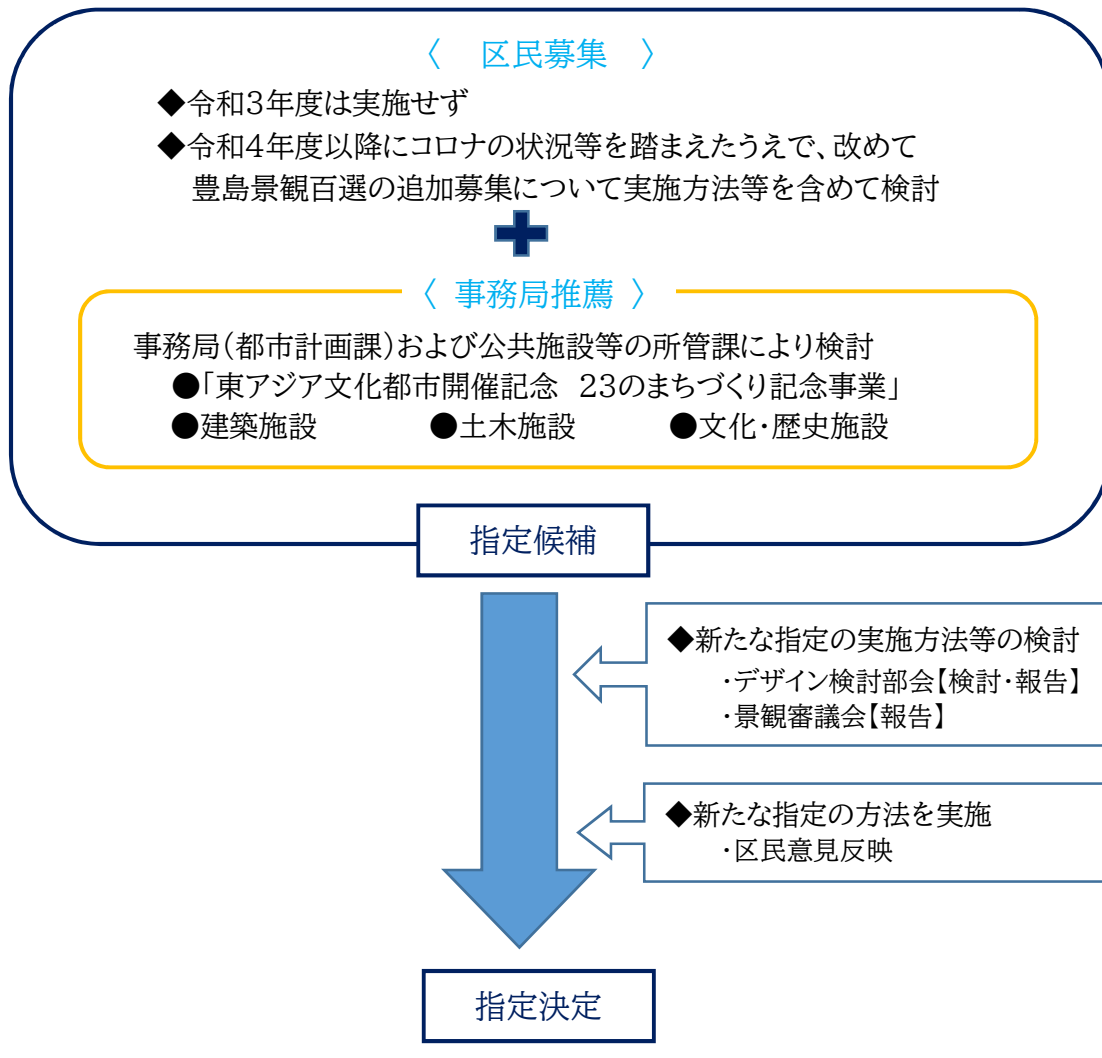 〈　区民募集　〉
◆令和3年度は実施せず
◆令和4年度以降にコロナの状況等を踏まえたうえで、改めて
豊島景観百選の追加募集について実施方法等を含めて検討
〈 事務局推薦 〉
事務局(都市計画課)および公共施設等の所管課により検討
●「東アジア文化都市開催記念　23のまちづくり記念事業」
●建築施設　　　●土木施設　　　●文化・歴史施設
指定候補
◆新たな指定の実施方法等の検討
・デザイン検討部会【検討・報告】
・景観審議会【報告】
◆新たな指定の方法を実施
・区民意見反映
指定決定